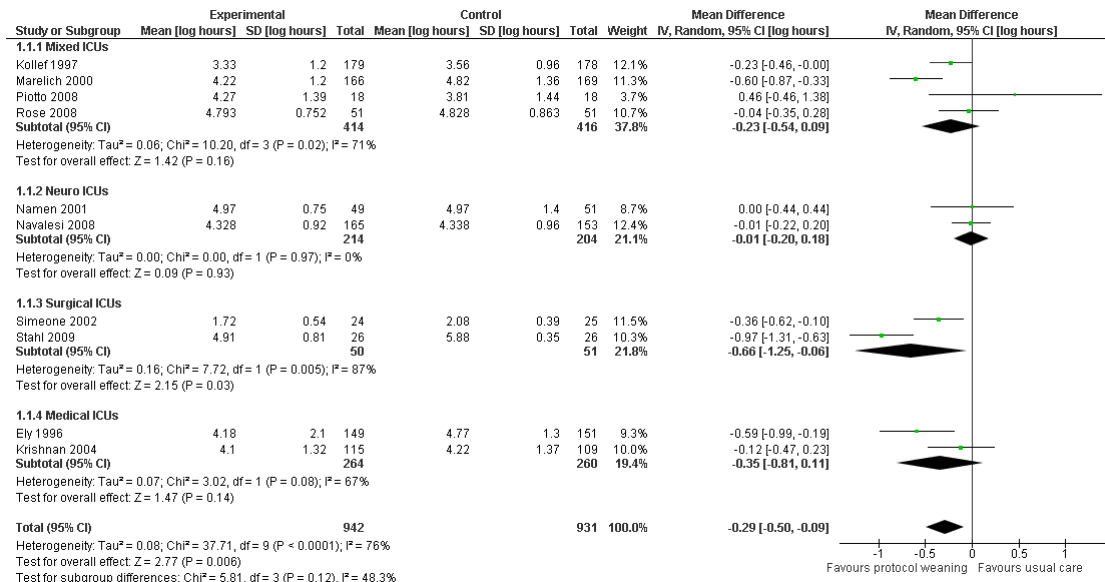 Experimental Control Mean Difference Mean Difference
Study or Subgroup Mean [log hours] SD [log hours] Total Mean [log hours] SD [log hours] Total Weight IV, Random, 95% CI [log hours] IV, Random, 95% CI [log hours]
1.1.1 Mixed ICUs
Kollef 1997 3.33 1.2 179 3.56 0.96 178 12.1% -0.23 [-0.46, -0.00]
Marelich 2000 4.22 1.2 166 4.82 1.36 169 11.3% -0.60 [-0.87, -0.33]
Piotto 2008 4.27 1.39 18 3.81 1.44 18 3.7% 0.46 [-0.46, 1.38]
Rose 2008 4.793 0.752 51 4.828 0.863 51 10.7% -0.04 [-0.35, 0.28]
Subtotal (95% CI) 414 416 37.8% -0.23 [-0.54, 0.09]
Heterogeneity: Tau² = 0.06; Chi² = 10.20, df = 3 (P = 0.02); I² = 71%
Test for overall effect: Z = 1.42 (P = 0.16)
1.1.2 Neuro ICUs
Namen 2001 4.97 0.75 49 4.97 1.4 51 8.7% 0.00 [-0.44, 0.44]
Navalesi 2008 4.328 0.92 165 4.338 0.96 153 12.4% -0.01 [-0.22, 0.20]
Subtotal (95% CI) 214 204 21.1% -0.01 [-0.20, 0.18]
Heterogeneity: Tau² = 0.00; Chi² = 0.00, df = 1 (P = 0.97); I² = 0%
Test for overall effect: Z = 0.09 (P = 0.93)
1.1.3 Surgical ICUs
Simeone 2002 1.72 0.54 24 2.08 0.39 25 11.5% -0.36 [-0.62, -0.10]
Stahl 2009 4.91 0.81 26 5.88 0.35 26 10.3% -0.97 [-1.31, -0.63]
Subtotal (95% CI) 50 51 21.8% -0.66 [-1.25, -0.06]
Heterogeneity: Tau² = 0.16; Chi² = 7.72, df = 1 (P = 0.005); I² = 87%
Test for overall effect: Z = 2.15 (P = 0.03)
1.1.4 Medical ICUs
Ely 1996 4.18 2.1 149 4.77 1.3 151 9.3% -0.59 [-0.99, -0.19]
Krishnan 2004 4.1 1.32 115 4.22 1.37 109 10.0% -0.12 [-0.47, 0.23]
Subtotal (95% CI) 264 260 19.4% -0.35 [-0.81, 0.11]
Heterogeneity: Tau² = 0.07; Chi² = 3.02, df = 1 (P = 0.08); I² = 67%
Test for overall effect: Z = 1.47 (P = 0.14)
Total (95% CI) 942 931 100.0% -0.29 [-0.50, -0.09]
Heterogeneity: Tau² = 0.08; Chi² = 37.71, df = 9 (P < 0.0001); I² = 76%
Test for overall effect: Z = 2.77 (P = 0.006)
Test for subgroup differences: Chi² = 5.81, df = 3 (P = 0.12), I² = 48.3%
-1 -0.5 0 0.5 1
Favours protocol weaning Favours usual care